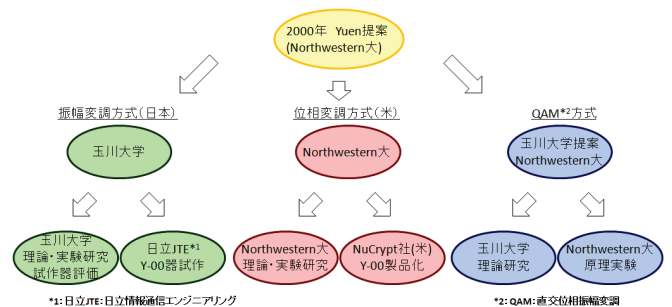 2000年 Yuen提案
(Northwestern大)
振幅変調方式(日本)
位相変調方式(米)
QAM*2方式
玉川大学
Northwestern大
玉川大学提案
Northwestern大
玉川大学
理論・実験研究
試作器評価
日立JTE*1
Y-00器試作
Northwestern大
理論・実験研究
NuCrypt社(米)
Y-00製品化
玉川大学
理論研究
Northwestern大
原理実験
*1: 日立JTE: 日立情報通信エンジニアリング
*2: QAM: 直交位相振幅変調